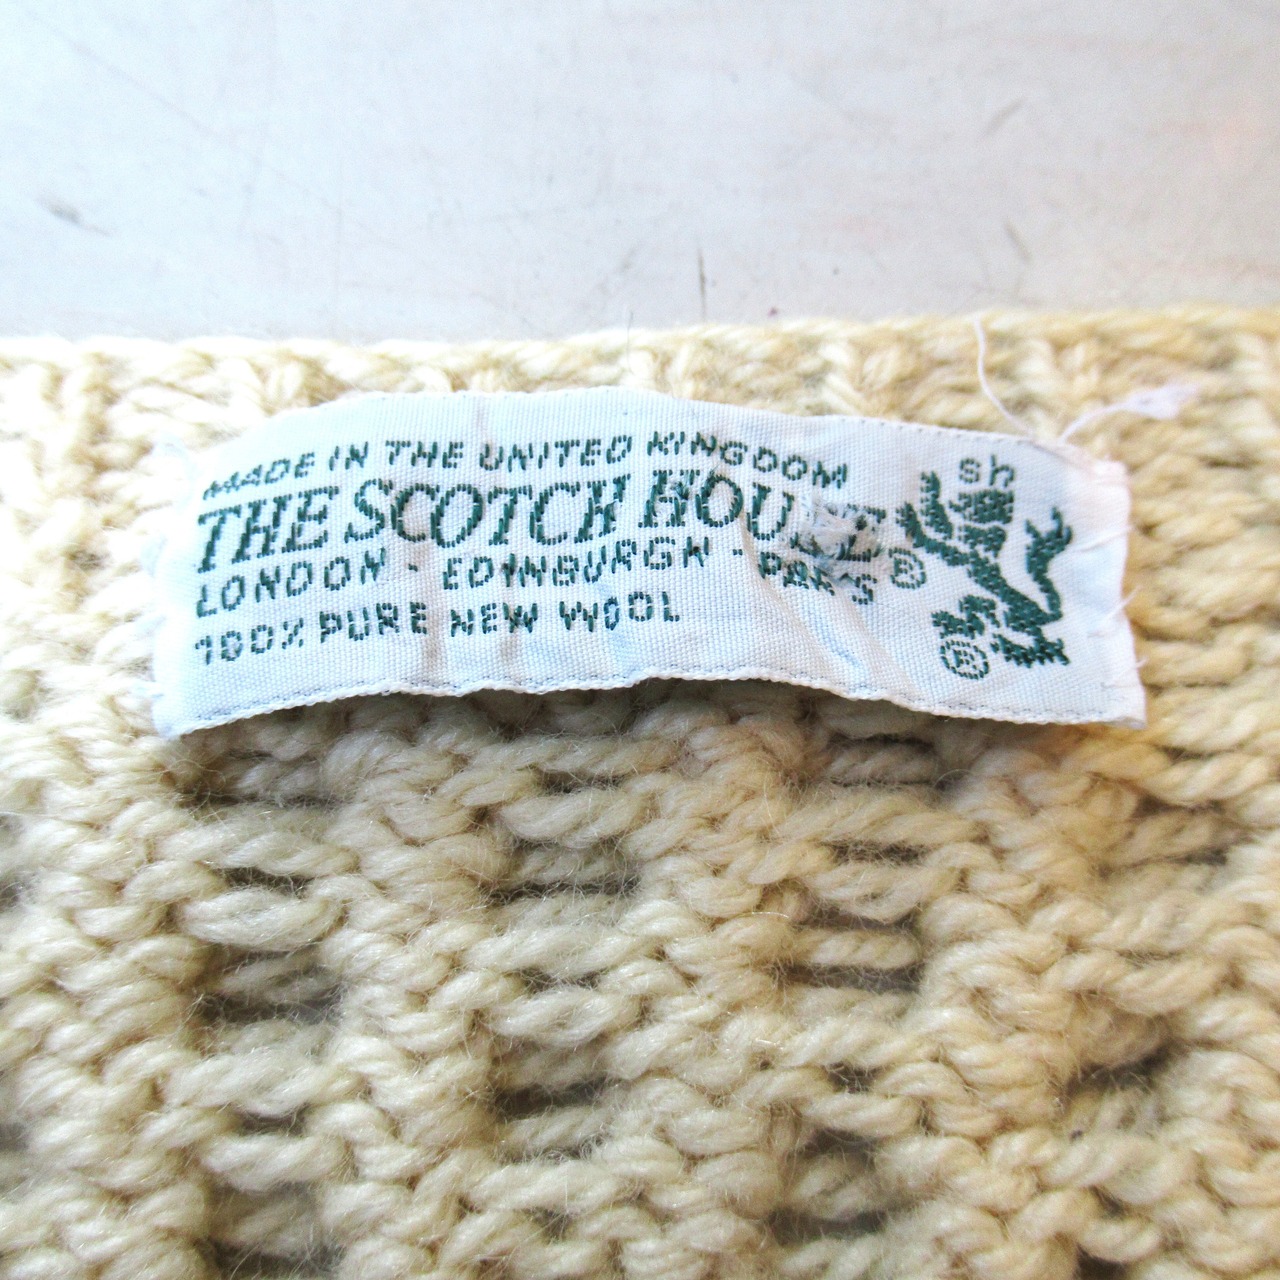 MADE IN THE UNITED KINGDOM
THE SCOTCH HOUSE ®
LONDON - EDINBURGH - PARIS
100% PURE NEW WOOL
sh
®